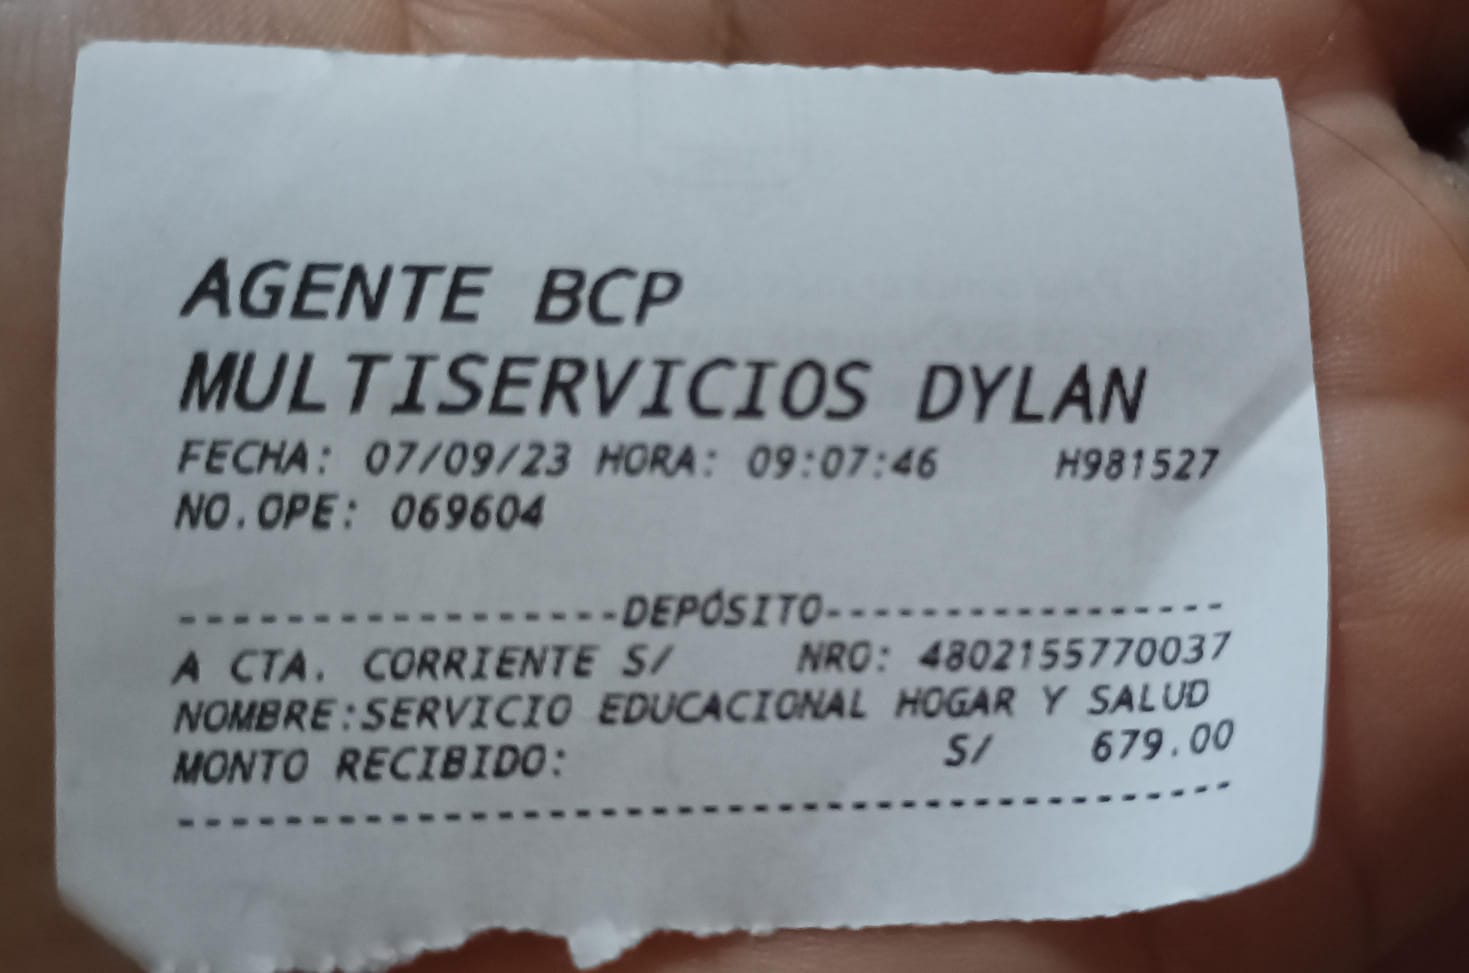 AGENTE BCP
MULTISERVICIOS DYLAN
FECHA: 07/09/23 HORA: 09:07:46 H981527
NO.OPE: 069604
-----------------DEPÓSITO-----------------
A CTA. CORRIENTE S/ NRO: 4802155770037
NOMBRE:SERVICIO EDUCACIONAL HOGAR Y SALUD
MONTO RECIBIDO: S/ 679.00
----------------------------------------